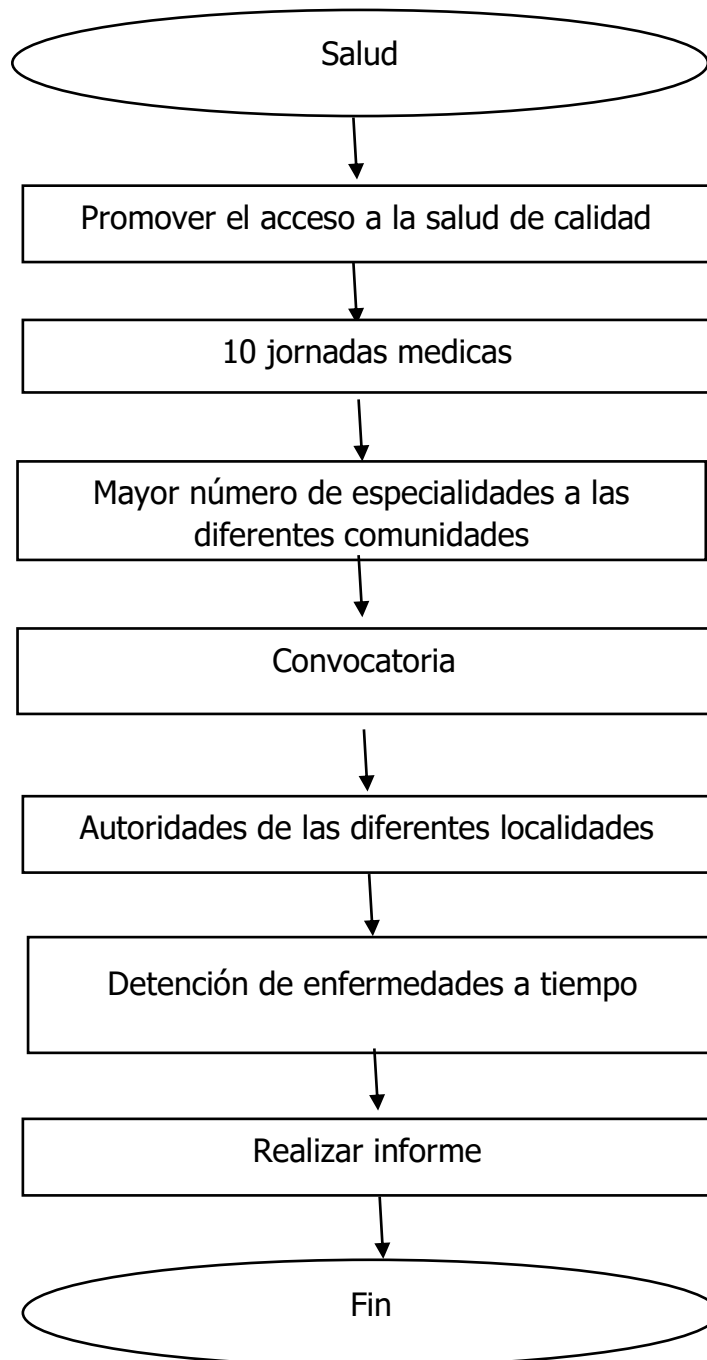 Salud
Promover el acceso a la salud de calidad
10 jornadas medicas
Mayor número de especialidades a las
diferentes comunidades
Convocatoria
Autoridades de las diferentes localidades
Detención de enfermedades a tiempo
Realizar informe
Fin